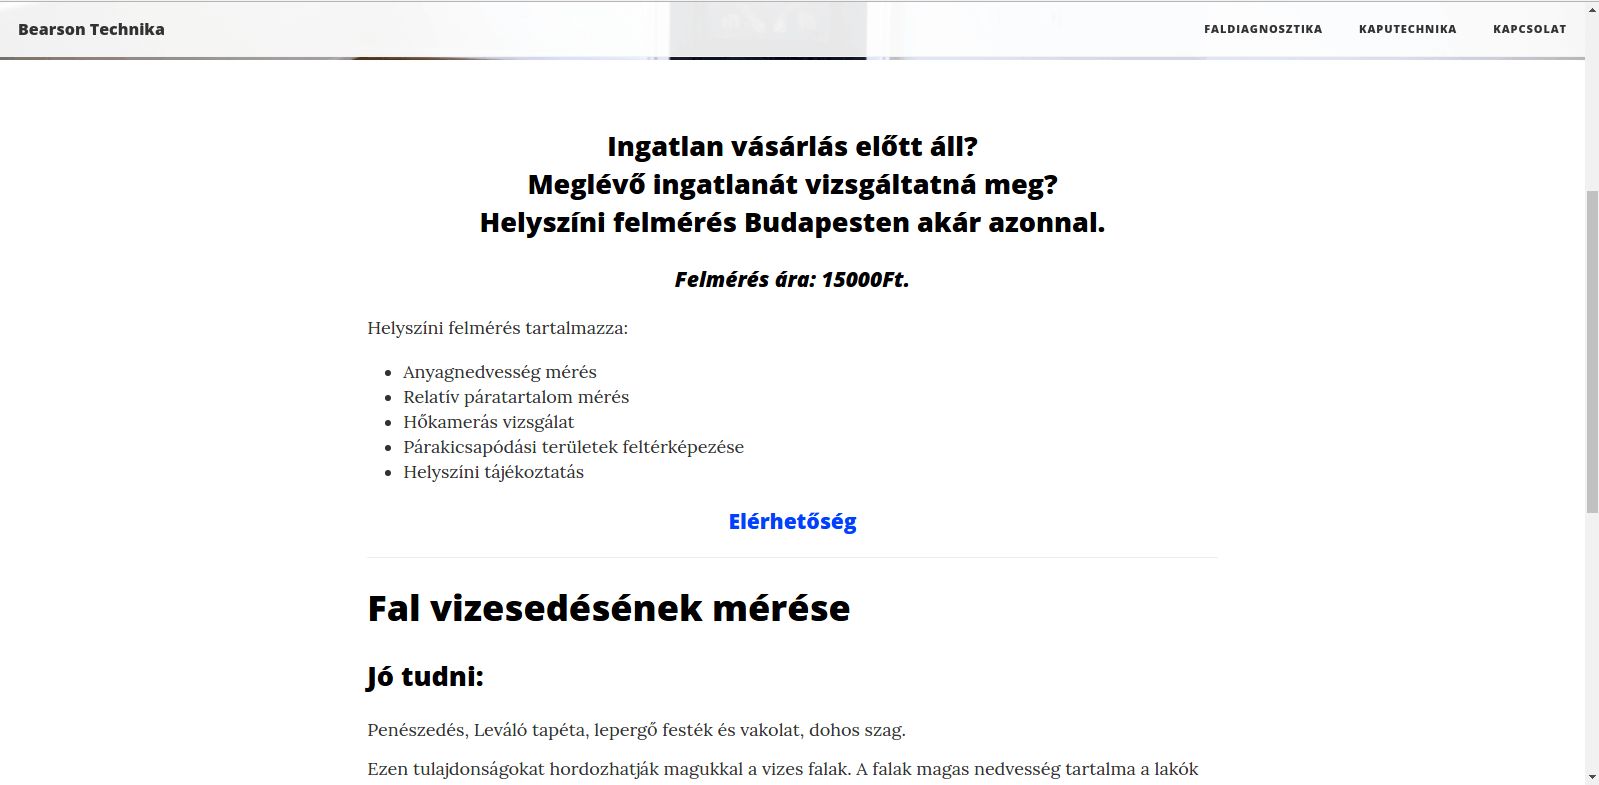 Bearson Technika
FALDIAGNOSZTIKA KAPUTECHNIKA KAPCSOLAT
Ingatlan vásárlás előtt áll?
Meglévő ingatlanát vizsgáltatná meg?
Helyszíni felmérés Budapesten akár azonnal.
Felmérés ára: 15000Ft.
Helyszíni felmérés tartalmazza:
Anyagnedvesség mérés
Relatív páratartalom mérés
Hőkamerás vizsgálat
Párakicsapódási területek feltérképezése
Helyszíni tájékoztatás
Elérhetőség
Fal vizesedésének mérése
Jó tudni:
Penészedés, Leváló tapéta, lepergő festék és vakolat, dohos szag.
Ezen tulajdonságokat hordozhatják magukkal a vizes falak. A falak magas nedvesség tartalma a lakók